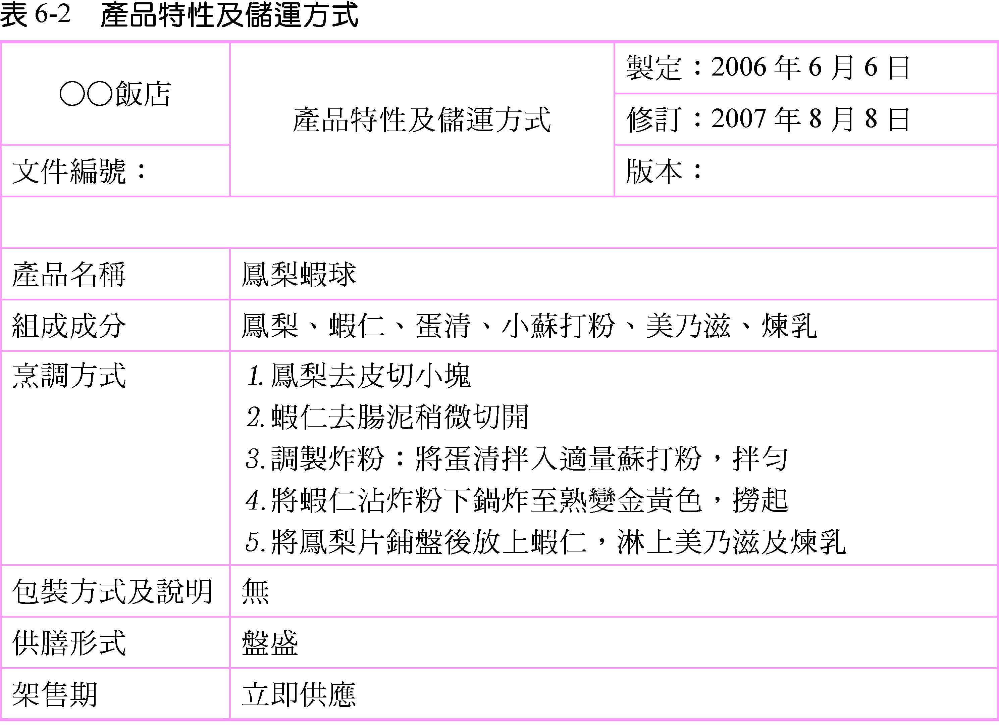 表 6-2　產品特性及儲運方式
○○飯店
產品特性及儲運方式
製定：2006 年 6 月 6 日
修訂：2007 年 8 月 8 日
文件編號：
版本：
產品名稱　鳳梨蝦球
組成成分　鳳梨、蝦仁、蛋清、小蘇打粉、美乃滋、煉乳
烹調方式　1. 鳳梨去皮切小塊
2. 蝦仁去腸泥稍微切開
3. 調製炸粉：將蛋清拌入適量蘇打粉，拌勻
4. 將蝦仁沾炸粉下鍋炸至熟變金黃色，撈起
5. 將鳳梨片鋪盤後放上蝦仁，淋上美乃滋及煉乳
包裝方式及說明　無
供膳形式　盤盛
架售期　立即供應